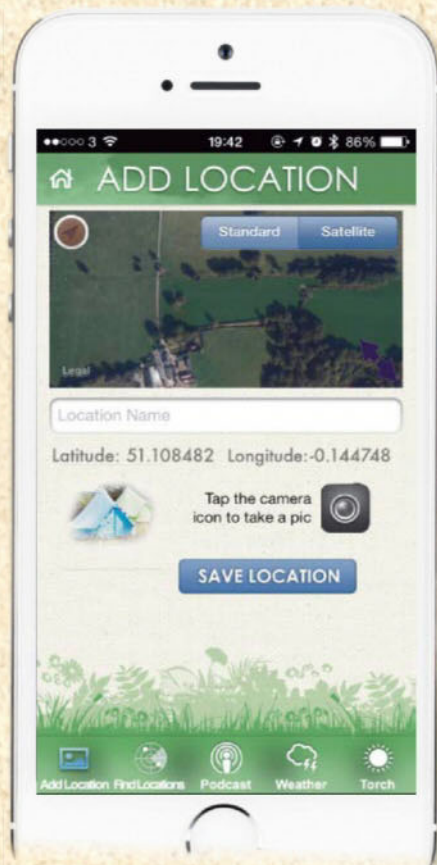 3 19:42 86%
ADD LOCATION
Standard Satellite
Legal
Location Name
Latitude: 51.108482 Longitude:-0.144748
Tap the camera
icon to take a pic
SAVE LOCATION
Add Location Find Locations Podcast Weather Torch